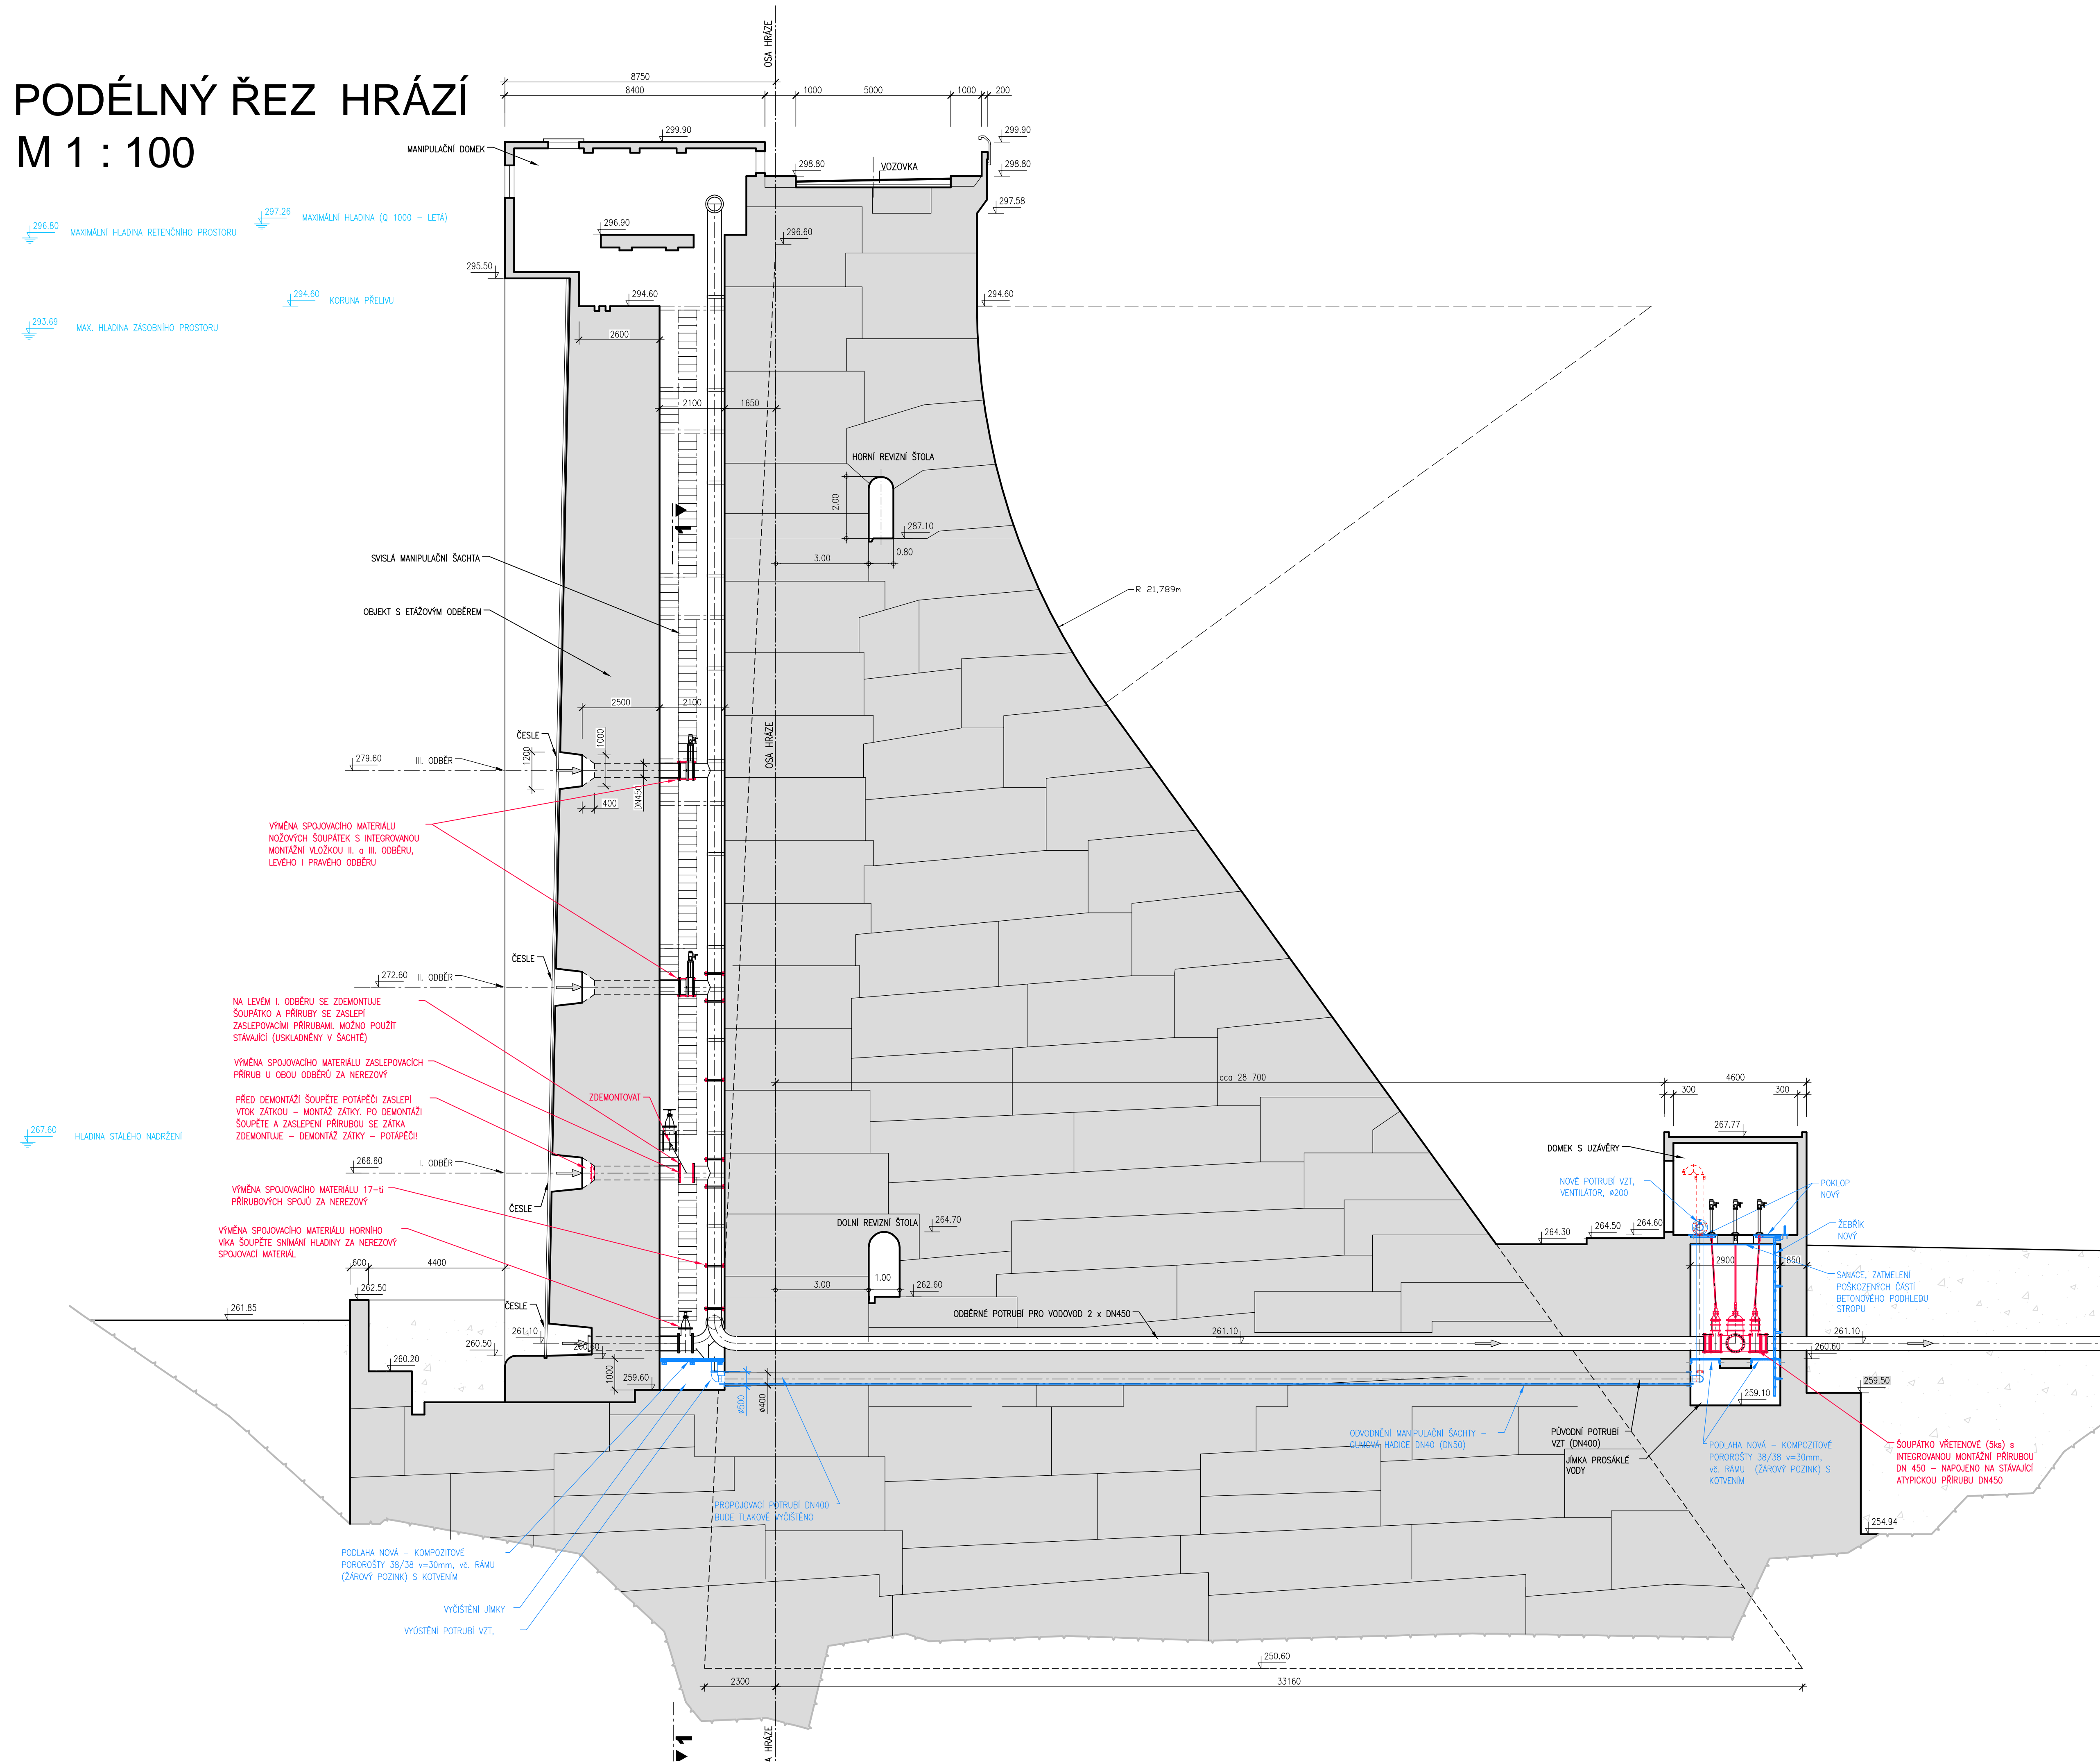 PODÉLNÝ ŘEZ HRÁZÍ
M 1 : 100
OSA HRÁZE
8750
8400
1000
5000
1000
200
299.90
299.90
MANIPULAČNÍ DOMEK
298.80
VOZOVKA
298.80
297.58
296.80
MAXIMÁLNÍ HLADINA RETENČNÍHO PROSTORU
297.26
MAXIMÁLNÍ HLADINA (Q 1000 – LETÁ)
296.90
296.60
295.50
294.60
KORUNA PŘELIVU
294.60
294.60
293.69
MAX. HLADINA ZÁSOBNÍHO PROSTORU
2600
2100
1650
HORNÍ REVIZNÍ ŠTOLA
2.00
287.10
1
3.00
0.80
SVISLÁ MANIPULAČNÍ ŠACHTA
R 21,789m
OBJEKT S ETÁŽOVÝM ODBĚREM
2500
2100
OSA HRÁZE
ČESLE
1200
1000
279.60
III. ODBĚR
400
DN450
VÝMĚNA SPOJOVACÍHO MATERIÁLU
NOŽOVÝCH ŠOUPÁTEK S INTEGROVANOU
MONTÁŽNÍ VLOŽKOU II. a III. ODBĚRU,
LEVÉHO I PRAVÉHO ODBĚRU
ČESLE
272.60
II. ODBĚR
NA LEVÉM I. ODBĚRU SE ZDEMONTUJE
ŠOUPÁTKO A PŘÍRUBY SE ZASLEPÍ
ZASLEPOVACÍMI PŘÍRUBAMI. MOŽNO POUŽÍT
STÁVAJÍCÍ (USKLADNĚNY V ŠACHTĚ)
VÝMĚNA SPOJOVACÍHO MATERIÁLU ZASLEPOVACÍCH
PŘÍRUB U OBOU ODBĚRŮ ZA NEREZOVÝ
cca 28 700
4600
300
300
ZDEMONTOVAT
PŘED DEMONTÁŽÍ ŠOUPĚTE POTÁPĚČI ZASLEPÍ
VTOK ZÁTKOU – MONTÁŽ ZÁTKY. PO DEMONTÁŽI
ŠOUPĚTE A ZASLEPENÍ PŘÍRUBOU SE ZÁTKA
ZDEMONTUJE – DEMONTÁŽ ZÁTKY – POTÁPĚČI!
267.60
HLADINA STÁLÉHO NADRŽENÍ
267.77
DOMEK S UZÁVĚRY
266.60
I. ODBĚR
NOVÉ POTRUBÍ VZT,
VENTILÁTOR, ø200
POKLOP
NOVÝ
VÝMĚNA SPOJOVACÍHO MATERIÁLU 17–ti
PŘÍRUBOVÝCH SPOJŮ ZA NEREZOVÝ
ČESLE
DOLNÍ REVIZNÍ ŠTOLA
264.70
264.30
264.50
264.60
ŽEBŘÍK
NOVÝ
VÝMĚNA SPOJOVACÍHO MATERIÁLU HORNÍHO
VÍKA ŠOUPĚTE SNÍMÁNÍ HLADINY ZA NEREZOVÝ
SPOJOVACÍ MATERIÁL
600
4400
2900
850
1.00
3.00
262.60
262.50
SANACE, ZATMELENÍ
POŠKOZENÝCH ČÁSTÍ
BETONOVÉHO PODHLEDU
STROPU
261.85
ČESLE
ODBĚRNÉ POTRUBÍ PRO VODOVOD 2 x DN450
261.10
261.10
261.10
260.50
260.60
260.60
260.20
1000
259.60
ø500
ø400
259.50
259.10
ODVODNĚNÍ MANIPULAČNÍ ŠACHTY –
GUMOVÁ HADICE DN40 (DN50)
PŮVODNÍ POTRUBÍ
VZT (DN400)
JÍMKA PROSÁKLÉ
VODY
PODLAHA NOVÁ – KOMPOZITOVÉ
POROROŠTY 38/38 v=30mm,
vč. RÁMU (ŽÁROVÝ POZINK) S
KOTVENÍM
ŠOUPÁTKO VŘETENOVÉ (5ks) s
INTEGROVANOU MONTÁŽNÍ PŘÍRUBOU
DN 450 – NAPOJENO NA STÁVAJÍCÍ
ATYPICKOU PŘÍRUBU DN450
PROPOJOVACÍ POTRUBÍ DN400
BUDE TLAKOVĚ VYČIŠTĚNO
254.94
PODLAHA NOVÁ – KOMPOZITOVÉ
POROROŠTY 38/38 v=30mm, vč. RÁMU
(ŽÁROVÝ POZINK) S KOTVENÍM
VYČIŠTĚNÍ JÍMKY
VYÚSTĚNÍ POTRUBÍ VZT,
250.60
2300
33160
1
A HRÁZE